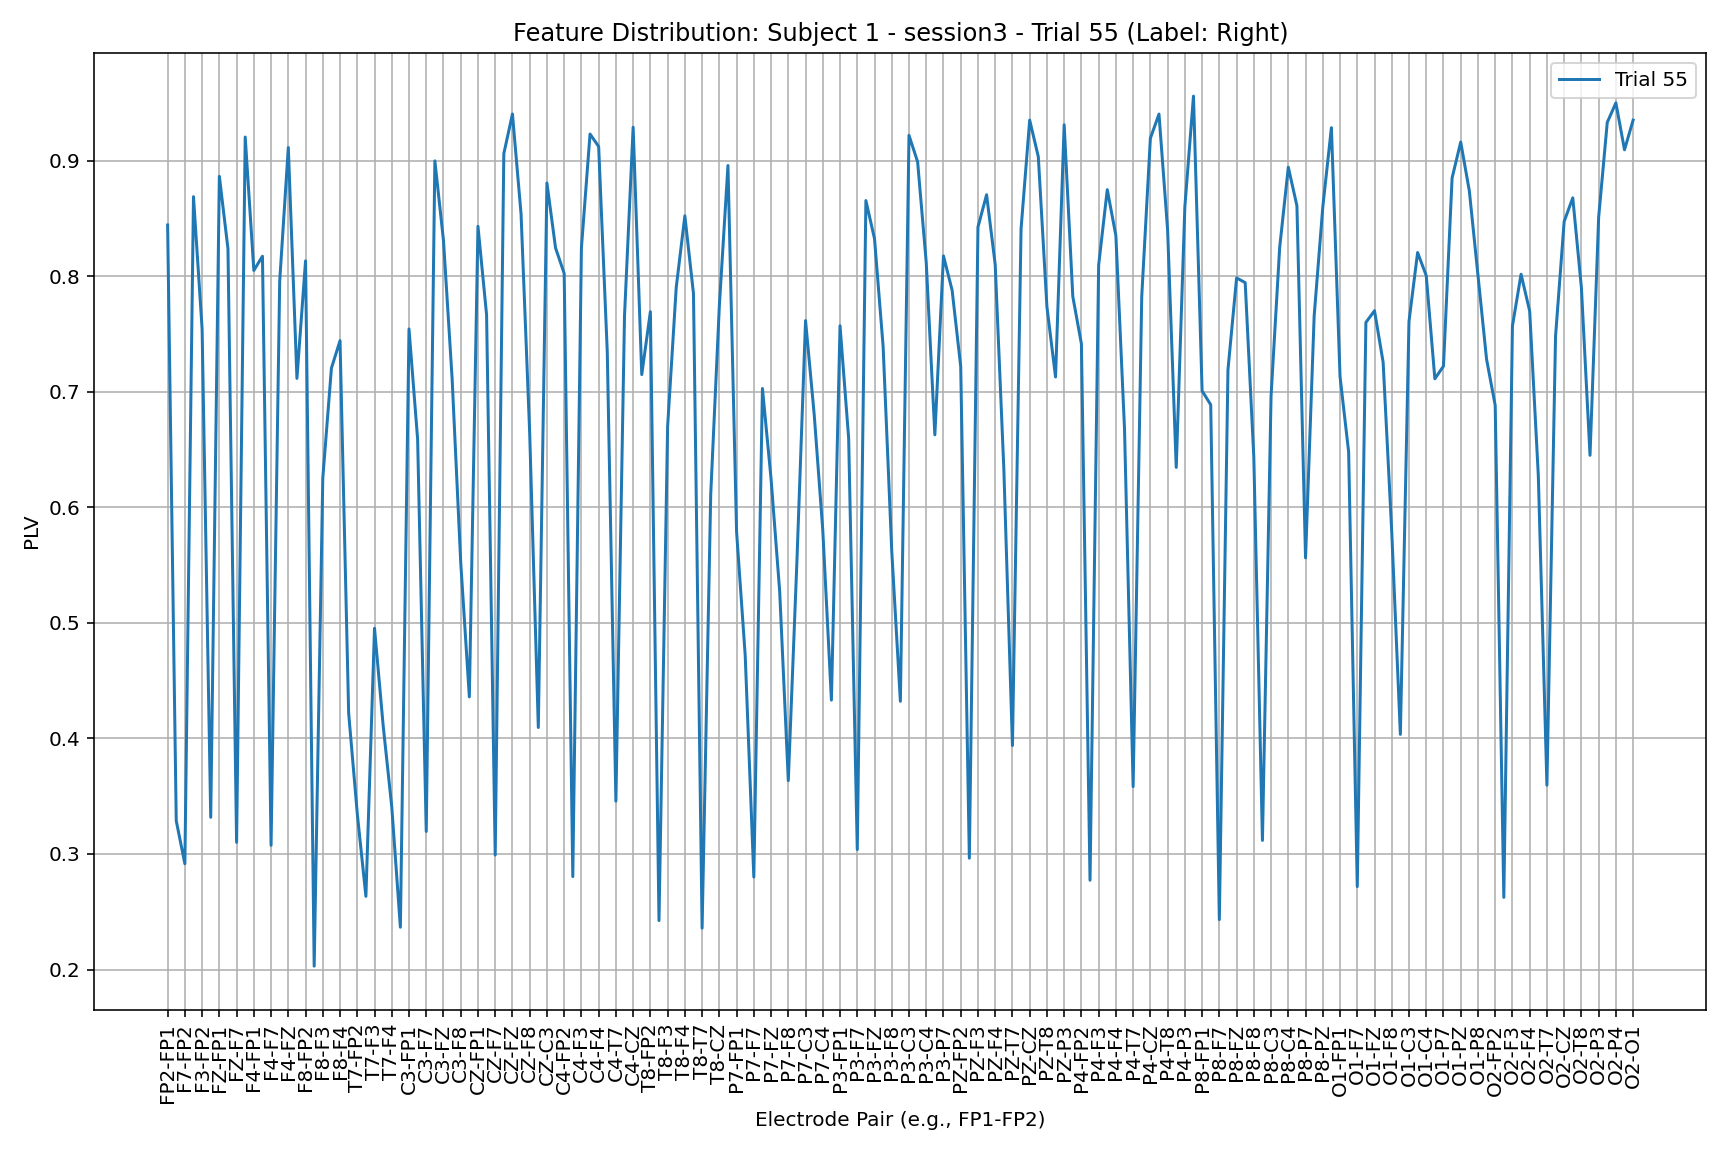 Feature Distribution: Subject 1 - session3 - Trial 55 (Label: Right)
Trial 55
PLV
0.9
0.8
0.7
0.6
0.5
0.4
0.3
0.2
FP2-FP1
F7-FP2
F3-FP2
FZ-FP1
FZ-F7
F4-FP1
F4-F7
F4-FZ
F8-FP2
F8-F3
F8-F4
T7-FP2
T7-F3
T7-F4
C3-FP1
C3-F7
C3-FZ
C3-F8
CZ-FP1
CZ-F7
CZ-FZ
CZ-F8
CZ-C3
C4-FP2
C4-F3
C4-F4
C4-T7
C4-CZ
T8-FP2
T8-F3
T8-F4
T8-T7
T8-CZ
P7-FP1
P7-F7
P7-FZ
P7-F8
P7-C3
P7-C4
P3-FP1
P3-F7
P3-FZ
P3-F8
P3-C3
P3-C4
P3-P7
PZ-FP2
PZ-F3
PZ-F4
PZ-T7
PZ-CZ
PZ-T8
PZ-P3
P4-FP2
P4-F3
P4-F4
P4-T7
P4-CZ
P4-T8
P4-P3
P8-FP1
P8-F7
P8-FZ
P8-F8
P8-C3
P8-C4
P8-P7
P8-PZ
O1-FP1
O1-F7
O1-FZ
O1-F8
O1-C3
O1-C4
O1-P7
O1-PZ
O1-P8
O2-FP2
O2-F3
O2-F4
O2-T7
O2-CZ
O2-T8
O2-P3
O2-P4
O2-O1
Electrode Pair (e.g., FP1-FP2)